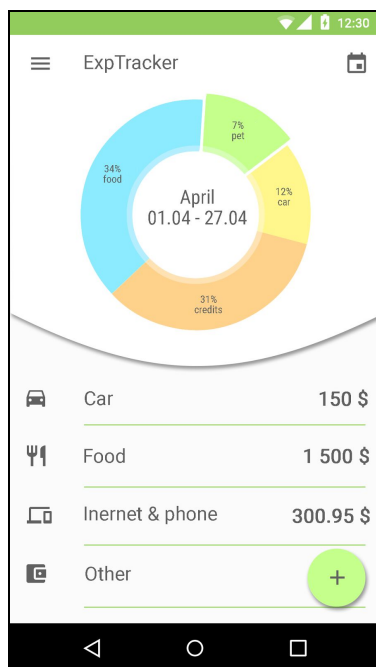 12:30
ExpTracker
7%
pet
34%
food
12%
car
April
01.04 - 27.04
31%
credits
Car 150 $
Food 1 500 $
Inernet & phone 300.95 $
Other
+